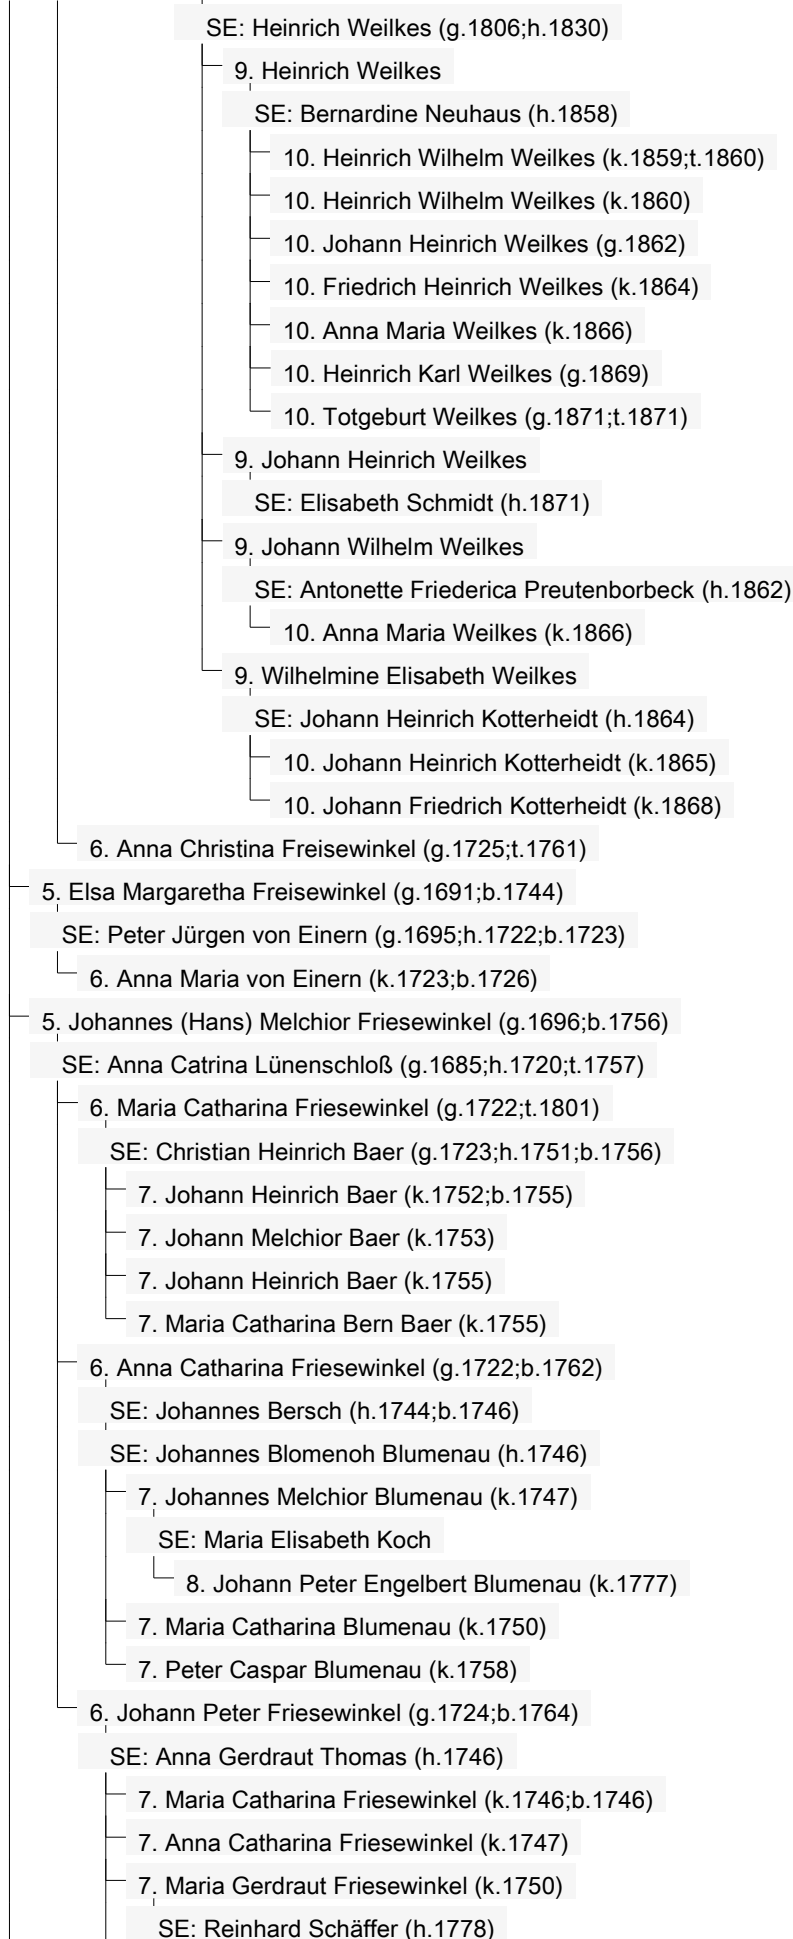 SE: Heinrich Weilkes (g.1806;h.1830)
9. Heinrich Weilkes
SE: Bernardine Neuhaus (h.1858)
10. Heinrich Wilhelm Weilkes (k.1859;t.1860)
10. Heinrich Wilhelm Weilkes (k.1860)
10. Johann Heinrich Weilkes (g.1862)
10. Friedrich Heinrich Weilkes (k.1864)
10. Anna Maria Weilkes (k.1866)
10. Heinrich Karl Weilkes (g.1869)
10. Totgeburt Weilkes (g.1871;t.1871)
9. Johann Heinrich Weilkes
SE: Elisabeth Schmidt (h.1871)
9. Johann Wilhelm Weilkes
SE: Antonette Friederica Preutenborbeck (h.1862)
10. Anna Maria Weilkes (k.1866)
9. Wilhelmine Elisabeth Weilkes
SE: Johann Heinrich Kotterheidt (h.1864)
10. Johann Heinrich Kotterheidt (k.1865)
10. Johann Friedrich Kotterheidt (k.1868)
6. Anna Christina Freisewinkel (g.1725;t.1761)
5. Elsa Margaretha Freisewinkel (g.1691;b.1744)
SE: Peter Jürgen von Einern (g.1695;h.1722;b.1723)
6. Anna Maria von Einern (k.1723;b.1726)
5. Johannes (Hans) Melchior Friesewinkel (g.1696;b.1756)
SE: Anna Catrina Lünenschloß (g.1685;h.1720;t.1757)
6. Maria Catharina Friesewinkel (g.1722;t.1801)
SE: Christian Heinrich Baer (g.1723;h.1751;b.1756)
7. Johann Heinrich Baer (k.1752;b.1755)
7. Johann Melchior Baer (k.1753)
7. Johann Heinrich Baer (k.1755)
7. Maria Catharina Bern Baer (k.1755)
6. Anna Catharina Friesewinkel (g.1722;b.1762)
SE: Johannes Bersch (h.1744;b.1746)
SE: Johannes Blomenoh Blumenau (h.1746)
7. Johannes Melchior Blumenau (k.1747)
SE: Maria Elisabeth Koch
8. Johann Peter Engelbert Blumenau (k.1777)
7. Maria Catharina Blumenau (k.1750)
7. Peter Caspar Blumenau (k.1758)
6. Johann Peter Friesewinkel (g.1724;b.1764)
SE: Anna Gerdraut Thomas (h.1746)
7. Maria Catharina Friesewinkel (k.1746;b.1746)
7. Anna Catharina Friesewinkel (k.1747)
7. Maria Gerdraut Friesewinkel (k.1750)
SE: Reinhard Schäffer (h.1778)